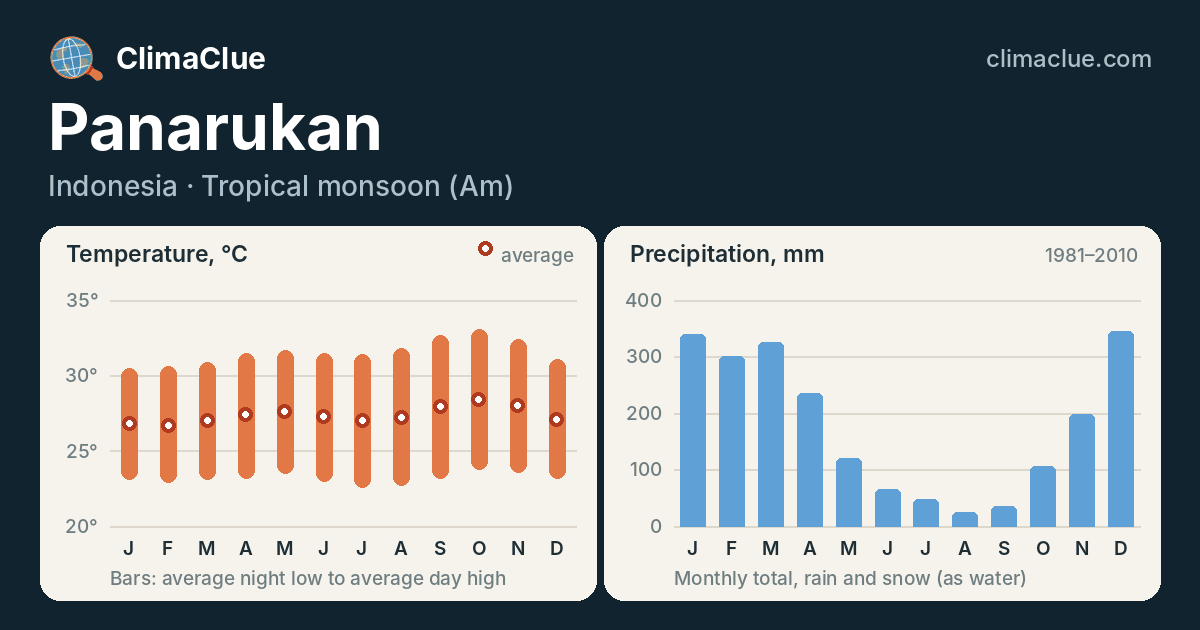 ClimaClue
climaclue.com
Panarukan
Indonesia · Tropical monsoon (Am)
Temperature, °C
average
35°
30°
25°
20°
J F M A M J J A S O N D
Bars: average night low to average day high
Precipitation, mm
1981–2010
400
300
200
100
0
J F M A M J J A S O N D
Monthly total, rain and snow (as water)